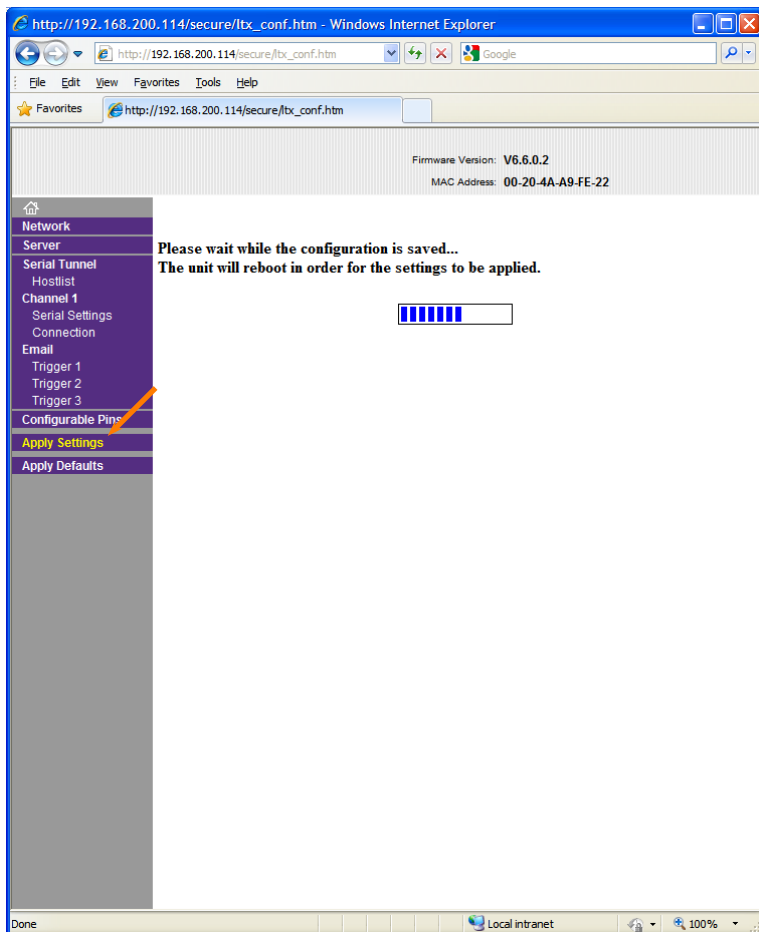 http://192.168.200.114/secure/ltx_conf.htm - Windows Internet Explorer
http://192.168.200.114/secure/ltx_conf.htm
Google
File Edit View Favorites Tools Help
Favorites
http://192.168.200.114/secure/ltx_conf.htm
Firmware Version: V6.6.0.2
MAC Address: 00-20-4A-A9-FE-22
Network
Server
Serial Tunnel
Hostlist
Channel 1
Serial Settings
Connection
Email
Trigger 1
Trigger 2
Trigger 3
Configurable Pins
Apply Settings
Apply Defaults
Please wait while the configuration is saved...
The unit will reboot in order for the settings to be applied.
Done
Local intranet
100%